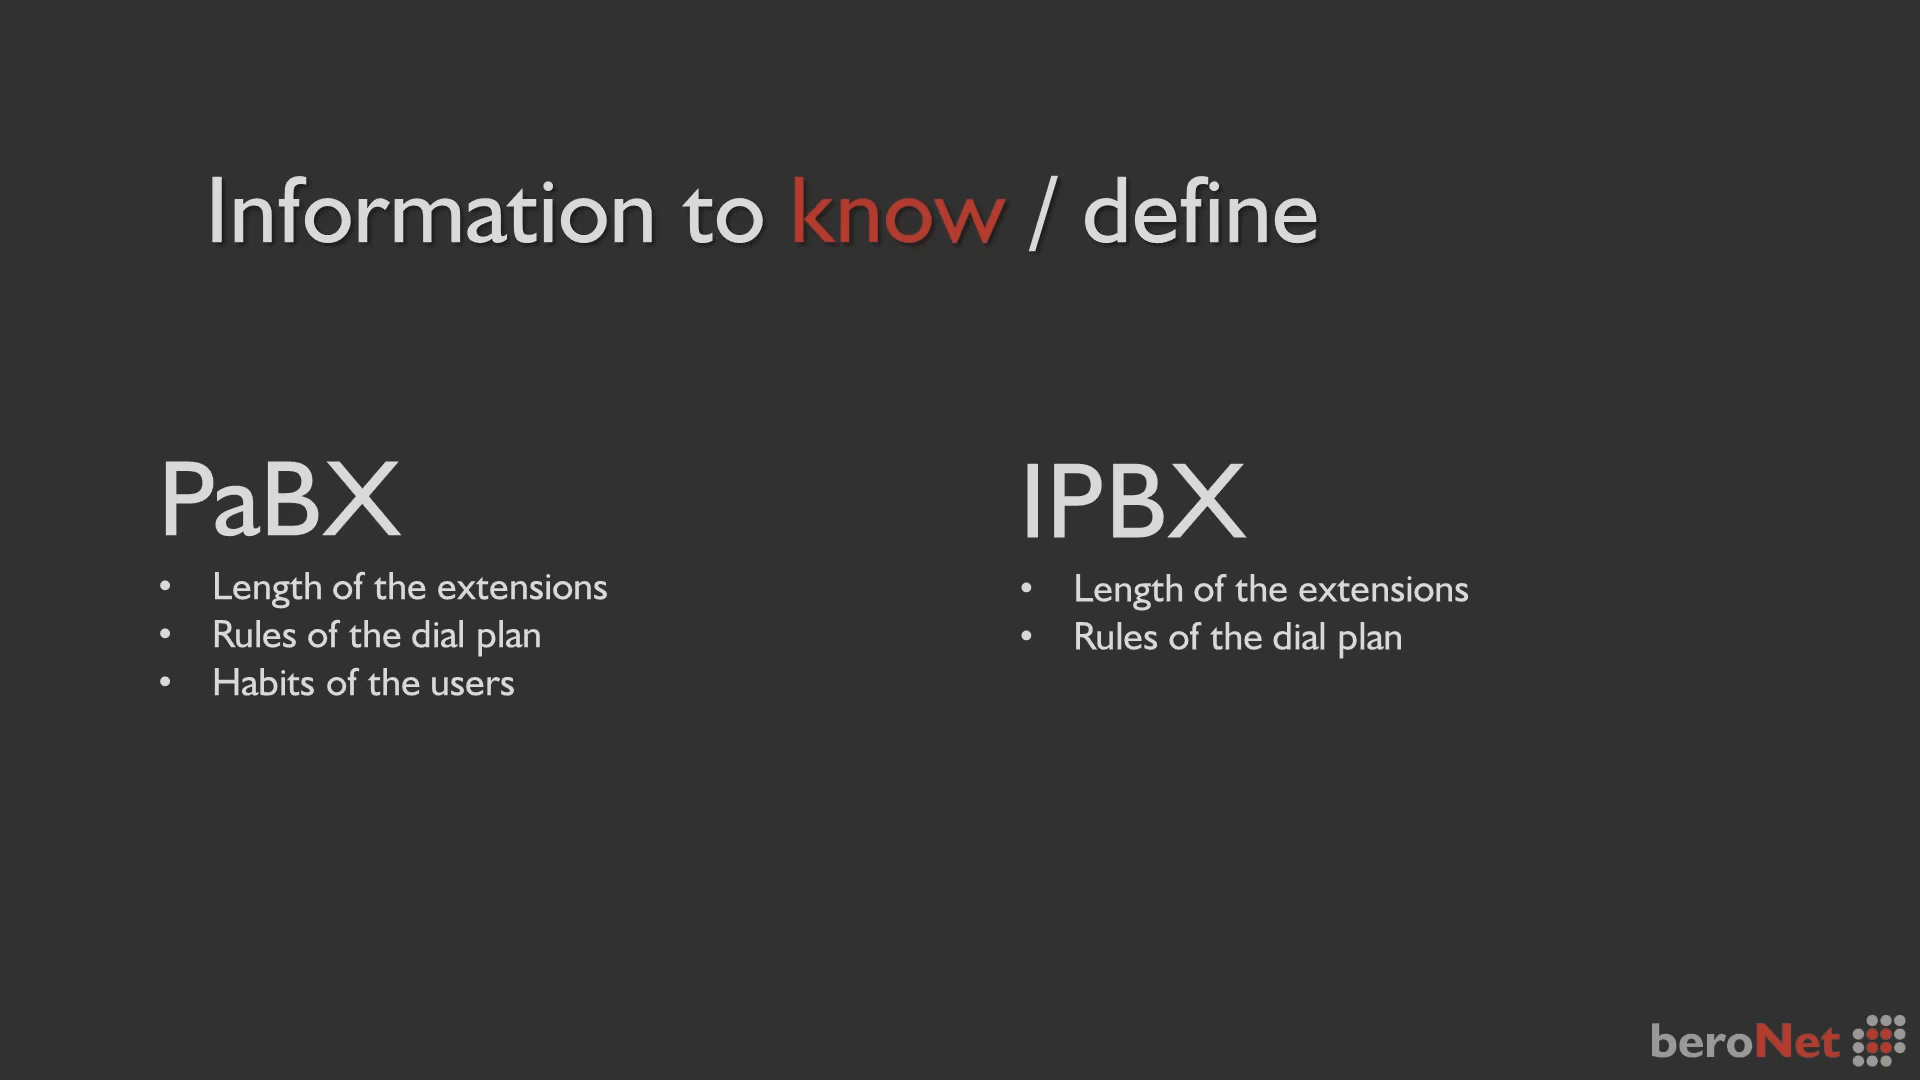 Information to know / define
PaBX
• Length of the extensions
• Rules of the dial plan
• Habits of the users
IPBX
• Length of the extensions
• Rules of the dial plan
beroNet